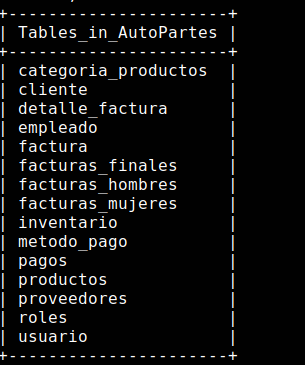 +----------------------+
| Tables_in_AutoPartes |
+----------------------+
| categoria_productos  |
| cliente              |
| detalle_factura      |
| empleado             |
| factura              |
| facturas_finales     |
| facturas_hombres     |
| facturas_mujeres     |
| inventario           |
| metodo_pago          |
| pagos                |
| productos            |
| proveedores          |
| roles                |
| usuario              |
+----------------------+